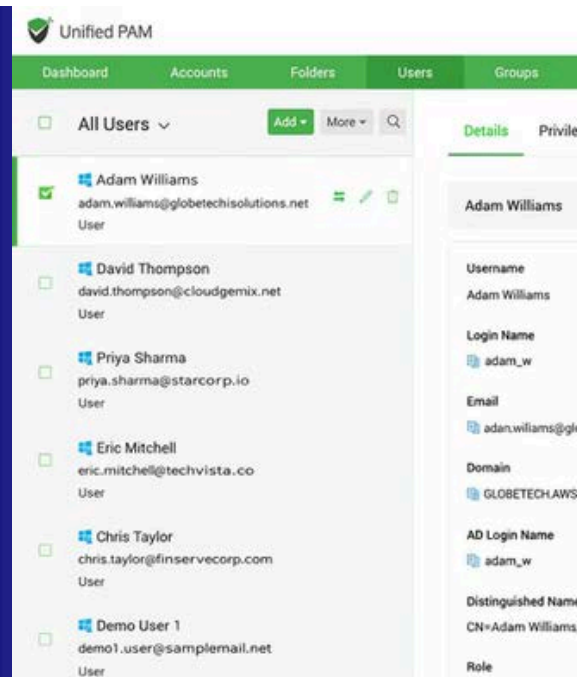 Unified PAM
Dashboard Accounts Folders Users Groups
All Users Add More
Adam Williams
adam.williams@globetechisolutions.net
User
David Thompson
david.thompson@cloudgemix.net
User
Priya Sharma
priya.sharma@starcorp.io
User
Eric Mitchell
eric.mitchell@techvista.co
User
Chris Taylor
chris.taylor@finservecorp.com
User
Demo User 1
demo1.user@samplemail.net
User
Details Privile
Adam Williams
Username
Adam Williams
Login Name
adam_w
Email
adan.wiliams@glo
Domain
GLOBETECH.AWS
AD Login Name
adam_w
Distinguished Name
CN=Adam Williams,
Role